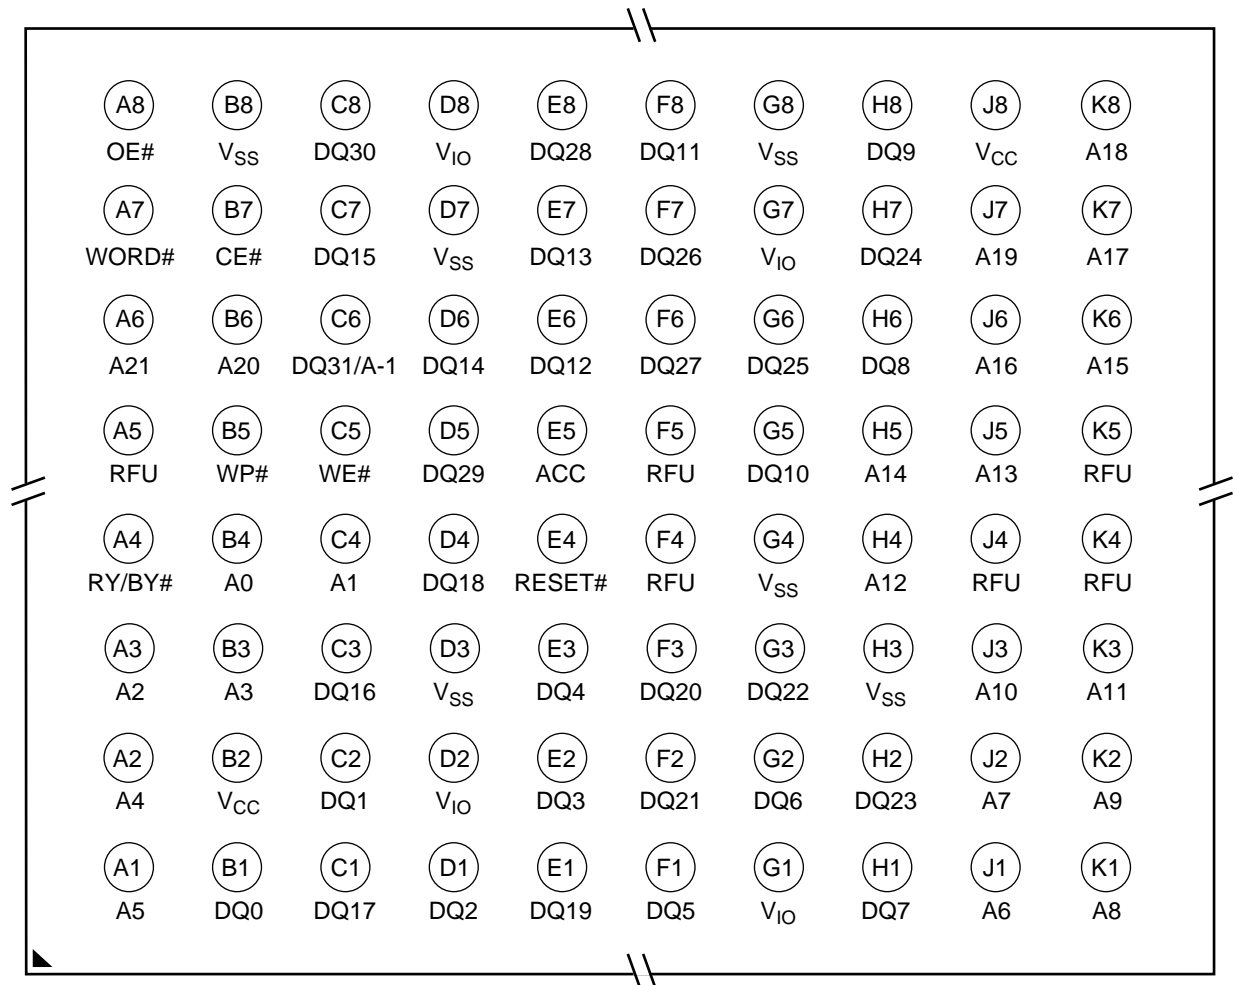 A8 B8 C8 D8 E8 F8 G8 H8 J8 K8
OE# VSS DQ30 VIO DQ28 DQ11 VSS DQ9 VCC A18
A7 B7 C7 D7 E7 F7 G7 H7 J7 K7
WORD# CE# DQ15 VSS DQ13 DQ26 VIO DQ24 A19 A17
A6 B6 C6 D6 E6 F6 G6 H6 J6 K6
A21 A20 DQ31/A-1 DQ14 DQ12 DQ27 DQ25 DQ8 A16 A15
A5 B5 C5 D5 E5 F5 G5 H5 J5 K5
RFU WP# WE# DQ29 ACC RFU DQ10 A14 A13 RFU
A4 B4 C4 D4 E4 F4 G4 H4 J4 K4
RY/BY# A0 A1 DQ18 RESET# RFU VSS A12 RFU RFU
A3 B3 C3 D3 E3 F3 G3 H3 J3 K3
A2 A3 DQ16 VSS DQ4 DQ20 DQ22 VSS A10 A11
A2 B2 C2 D2 E2 F2 G2 H2 J2 K2
A4 VCC DQ1 VIO DQ3 DQ21 DQ6 DQ23 A7 A9
A1 B1 C1 D1 E1 F1 G1 H1 J1 K1
A5 DQ0 DQ17 DQ2 DQ19 DQ5 VIO DQ7 A6 A8